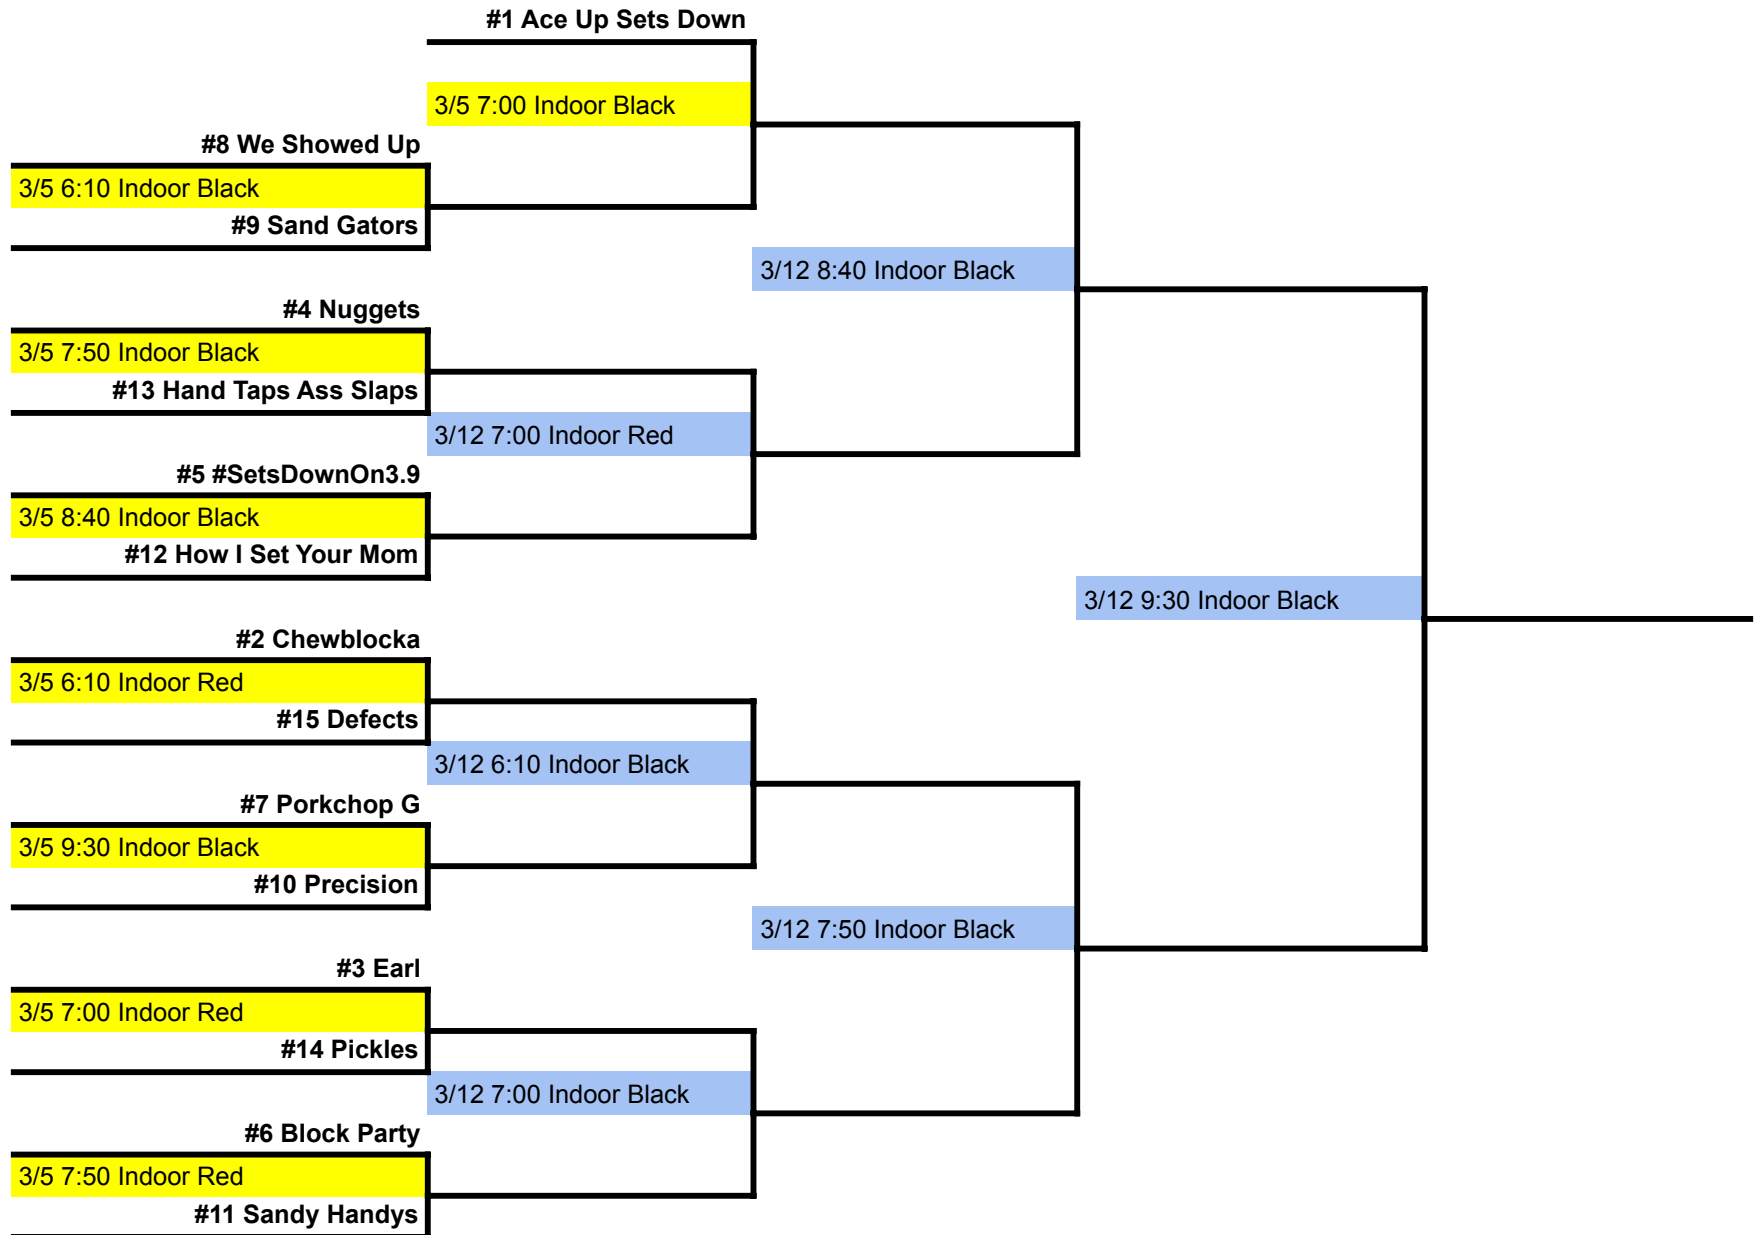 #1 Ace Up Sets Down
3/5 7:00 Indoor Black
#8 We Showed Up
3/5 6:10 Indoor Black
#9 Sand Gators
3/12 8:40 Indoor Black
#4 Nuggets
3/5 7:50 Indoor Black
#13 Hand Taps Ass Slaps
3/12 7:00 Indoor Red
#5 #SetsDownOn3.9
3/5 8:40 Indoor Black
#12 How I Set Your Mom
3/12 9:30 Indoor Black
#2 Chewblocka
3/5 6:10 Indoor Red
#15 Defects
3/12 6:10 Indoor Black
#7 Porkchop G
3/5 9:30 Indoor Black
#10 Precision
3/12 7:50 Indoor Black
#3 Earl
3/5 7:00 Indoor Red
#14 Pickles
3/12 7:00 Indoor Black
#6 Block Party
3/5 7:50 Indoor Red
#11 Sandy Handys